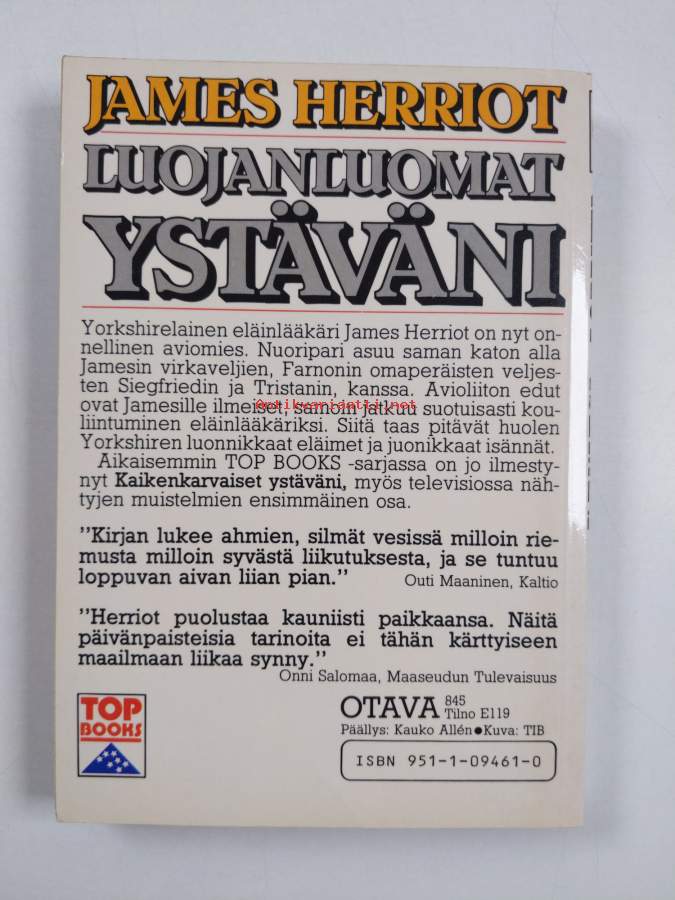 JAMES HERRIOT
LUOJANLUOMAT
YSTÄVÄNI
Yorkshirelainen eläinlääkäri James Herriot on nyt on-
nellinen aviomies. Nuoripari asuu saman katon alla
Jamesin virkaveljien, Farnonin omaperäisten veljes-
ten Siegfriedin ja Tristanin, kanssa. Avioliiton edut
ovat Jamesille ilmeiset, samoin jatkuu suotuisasti kou-
Antikvariaatti.net
liintuminen eläinlääkäriksi. Siitä taas pitävät huolen
Yorkshiren luonnikkaat eläimet ja juonikkaat isännät.
Aikaisemmin TOP BOOKS -sarjassa on jo ilmesty-
nyt Kaikenkarvaiset ystäväni, myös televisiossa näh-
tyjen muistelmien ensimmäinen osa.
"Kirjan lukee ahmien, silmät vesissä milloin rie-
musta milloin syvästä liikutuksesta, ja se tuntuu
loppuvan aivan liian pian." Outi Maaninen, Kaltio
"Herriot puolustaa kauniisti paikkaansa. Näitä
päivänpaisteisia tarinoita ei tähän kärttyiseen
maailmaan liikaa synny."
Onni Salomaa, Maaseudun Tulevaisuus
TOP
BOOKS
OTAVA 845
Tilno E119
Päällys: Kauko Allén●Kuva: TIB
ISBN 951-1-09461-0